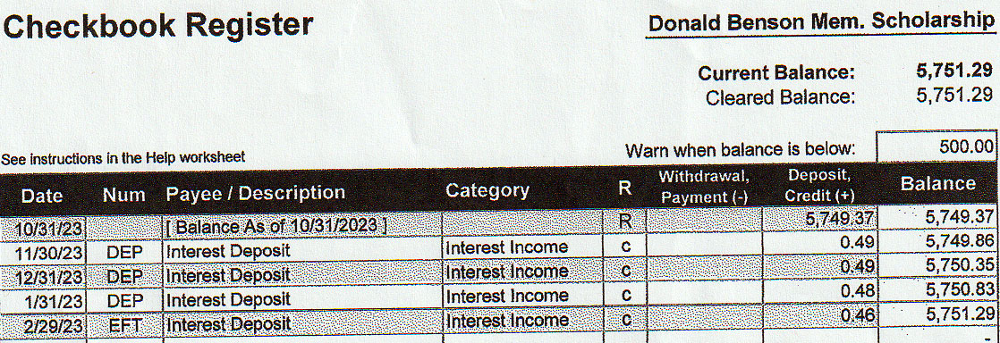 Checkbook Register
Donald Benson Mem. Scholarship
Current Balance: 5,751.29
Cleared Balance: 5,751.29
See instructions in the Help worksheet
Warn when balance is below: 500.00
Date Num Payee / Description Category R Withdrawal, Payment (-) Deposit, Credit (+) Balance
10/31/23 [ Balance As of 10/31/2023 ] R 5,749.37 5,749.37
11/30/23 DEP Interest Deposit Interest Income c 0.49 5,749.86
12/31/23 DEP Interest Deposit Interest Income c 0.49 5,750.35
1/31/23 DEP Interest Deposit Interest Income c 0.48 5,750.83
2/29/23 EFT Interest Deposit Interest Income c 0.46 5,751.29
-